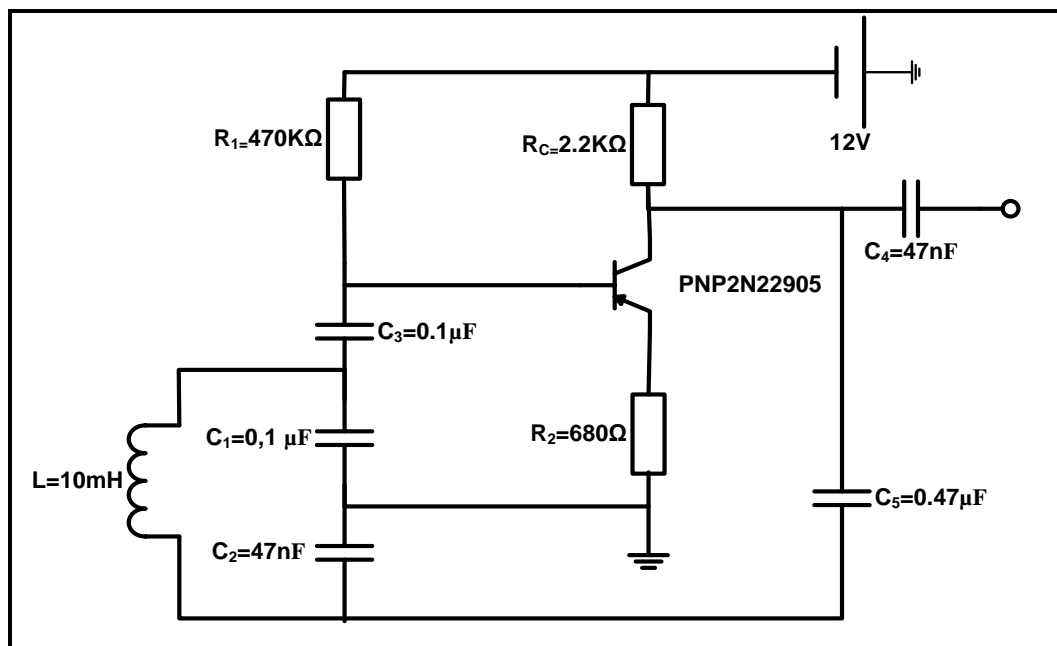 R1=470KΩ
RC=2.2KΩ
12V
C4=47nF
PNP2N22905
C3=0.1μF
C1=0,1 μF
R2=680Ω
L=10mH
C5=0.47μF
C2=47nF